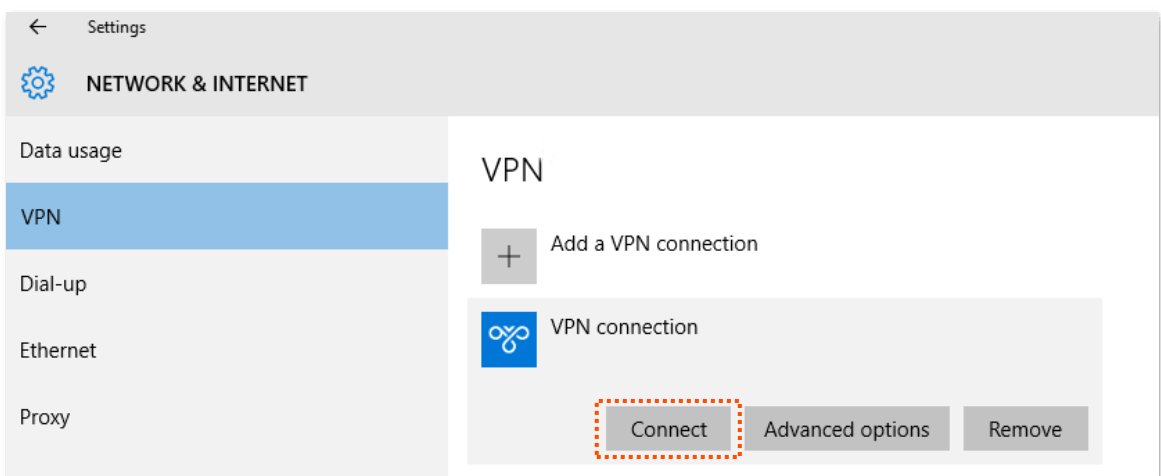 Settings
NETWORK & INTERNET
Data usage
VPN
Dial-up
Ethernet
Proxy
VPN
Add a VPN connection
VPN connection
Connect
Advanced options
Remove